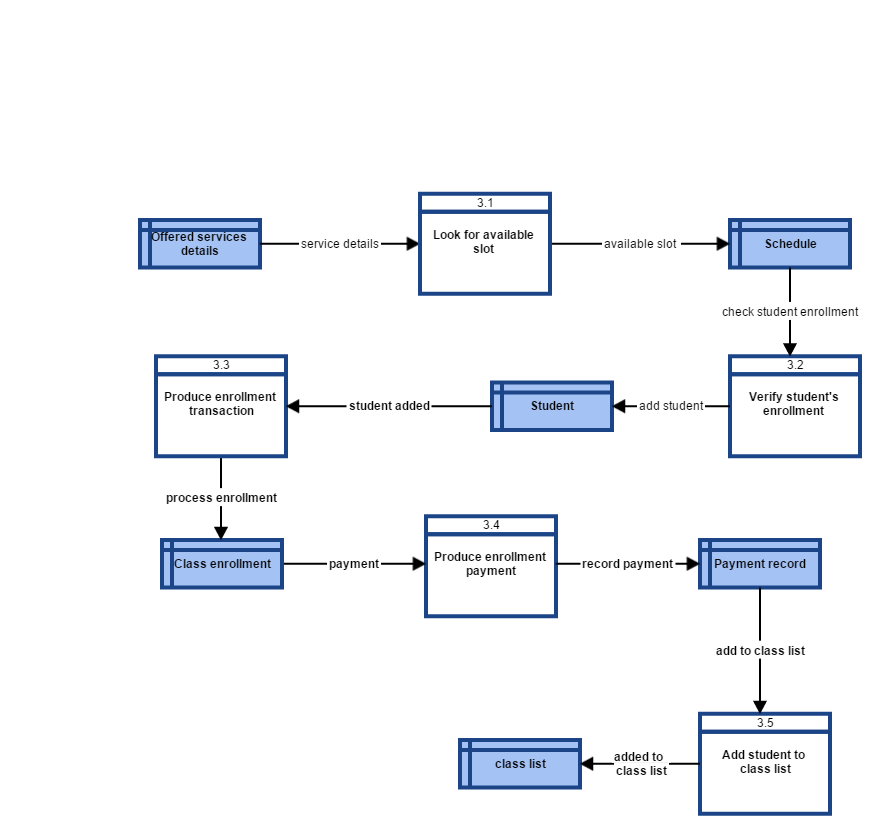 3.1
Offered services
details
service details
Look for available
slot
available slot
Schedule
check student enrollment
3.3
Produce enrollment
transaction
student added
Student
add student
3.2
Verify student's
enrollment
process enrollment
3.4
Class enrollment
payment
Produce enrollment
payment
record payment
Payment record
add to class list
3.5
class list
added to
class list
Add student to
class list